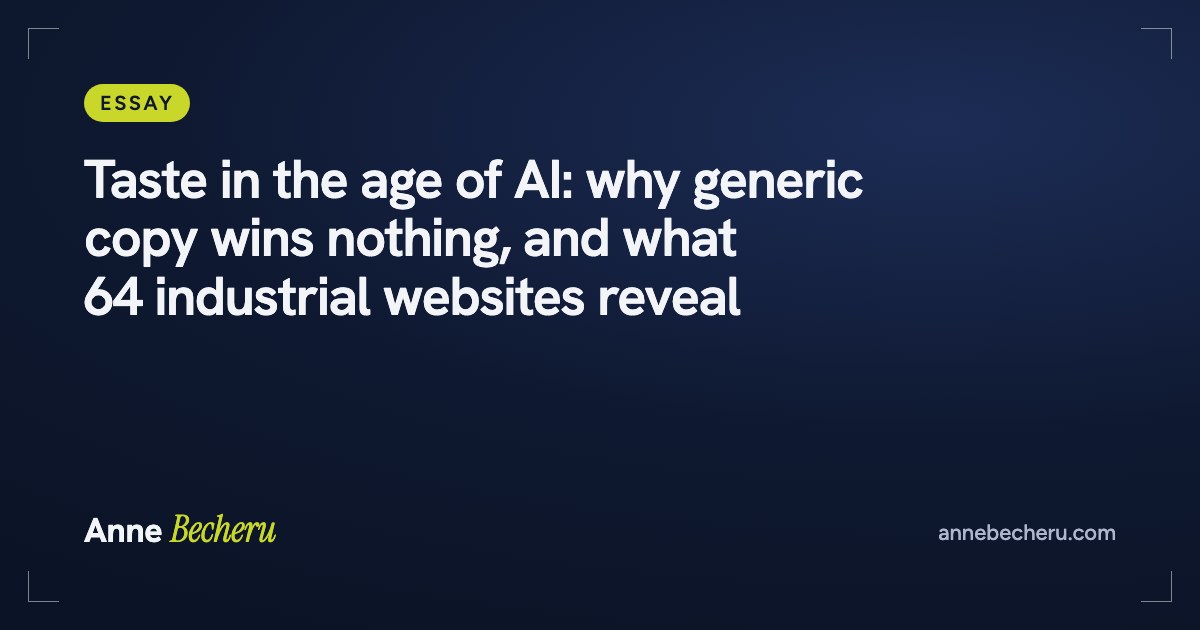 ESSAY
Taste in the age of AI: why generic
copy wins nothing, and what
64 industrial websites reveal
Anne Becheru
annebecheru.com